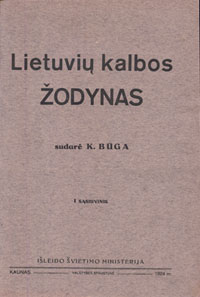 Lietuvių kalbos
ŽODYNAS
sudarė K. BŪGA
I SĄSIUVINIS
IŠLEIDO ŠVIETIMO MINISTERIJA
KAUNAS 1924 m.